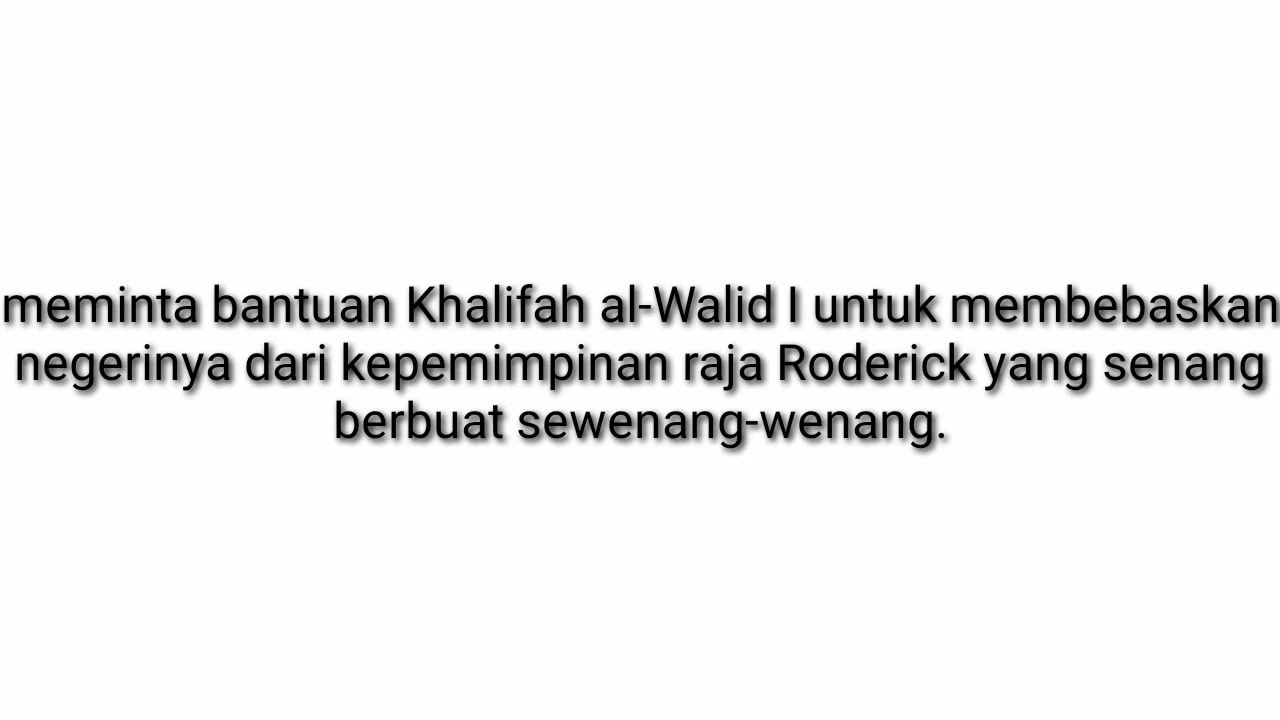 meminta bantuan Khalifah al-Walid I untuk membebaskan
negerinya dari kepemimpinan raja Roderick yang senang
berbuat sewenang-wenang.